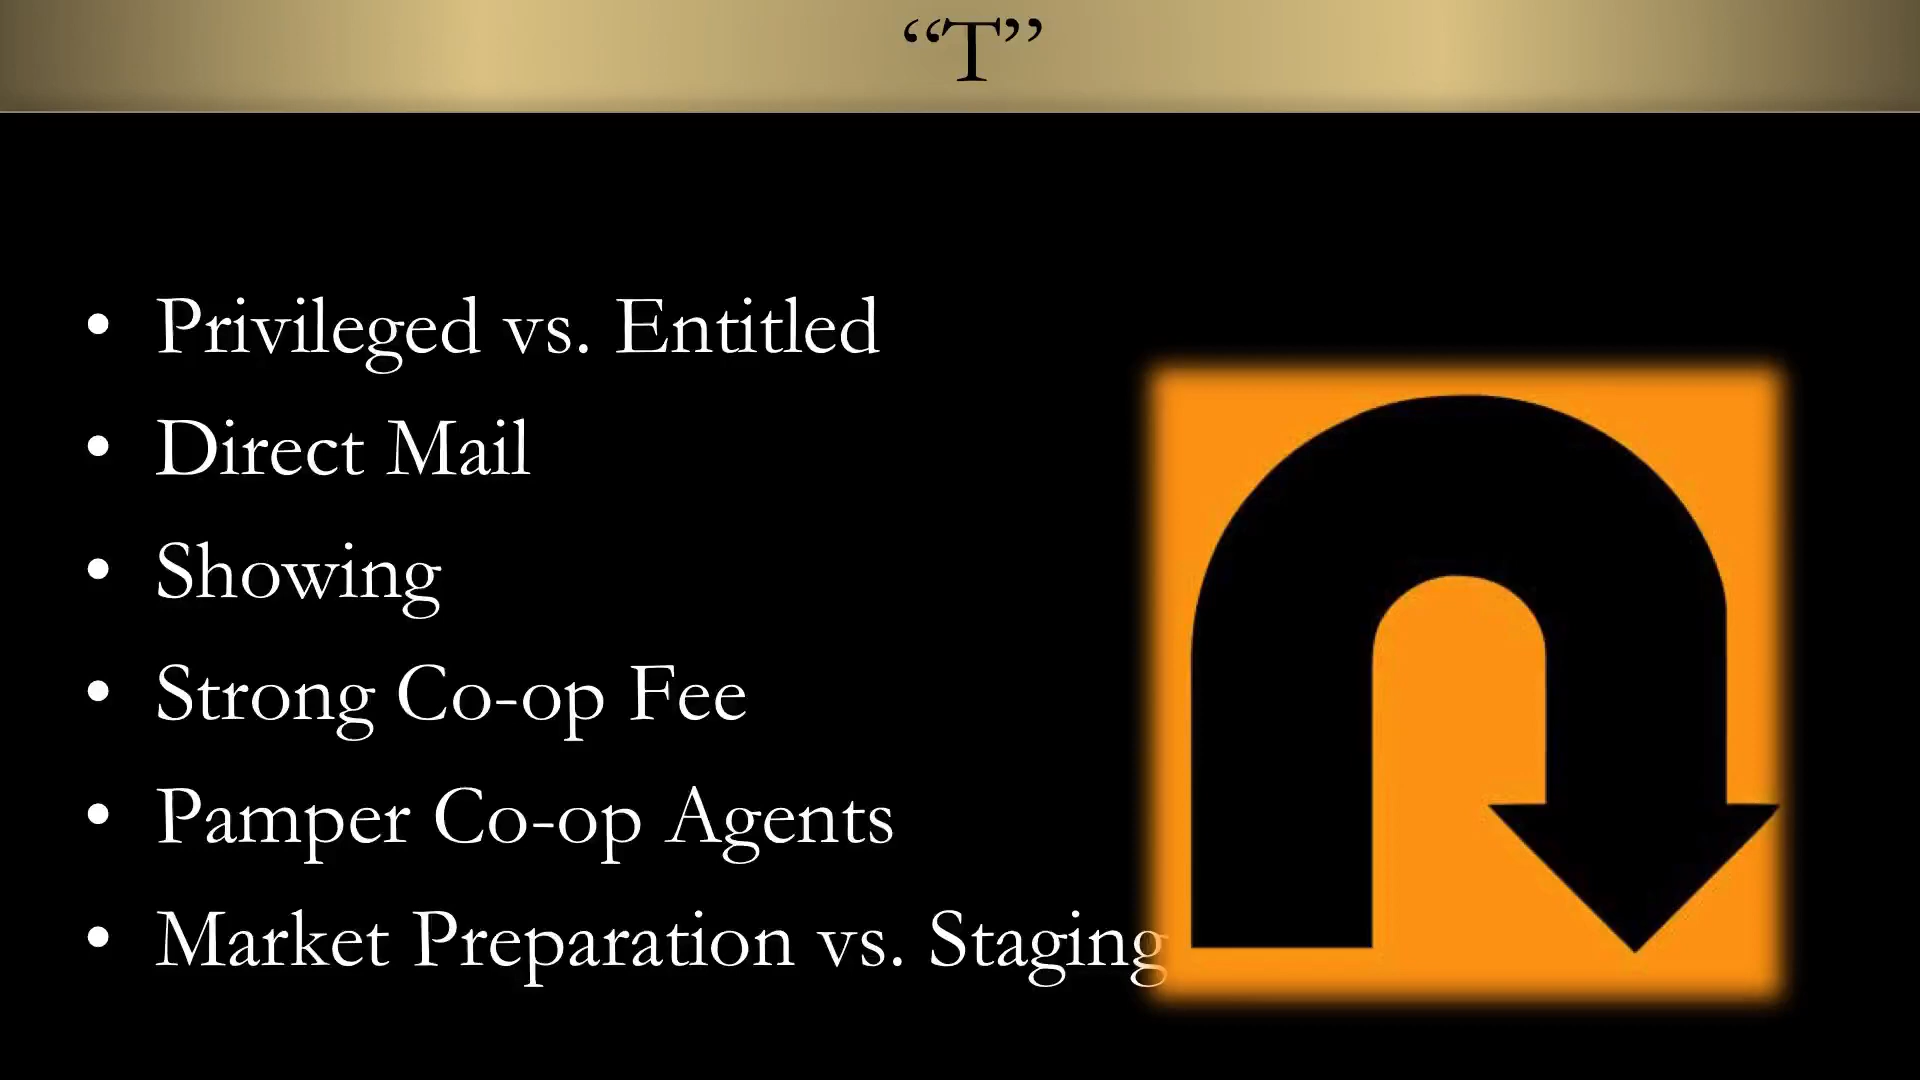 “T”
• Privileged vs. Entitled
• Direct Mail
• Showing
• Strong Co-op Fee
• Pamper Co-op Agents
• Market Preparation vs. Staging